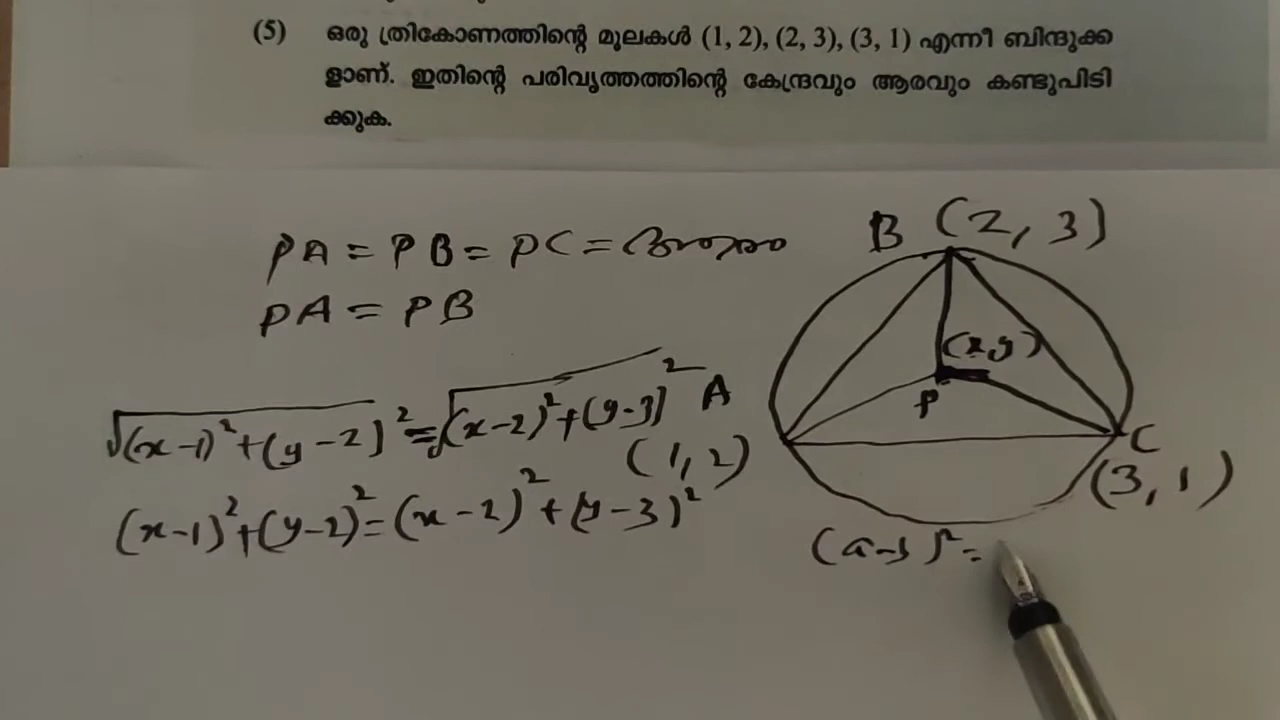 (5) ഒരു ത്രികോണത്തിന്റെ മൂലകൾ (1, 2), (2, 3), (3, 1) എന്നീ ബിന്ദുക്ക
ളാണ്. ഇതിന്റെ പരിവൃത്തത്തിന്റെ കേന്ദ്രവും ആരവും കണ്ടുപിടി
ക്കുക.
PA = PB = PC = ആരം
PA = PB
√(x-1)²+(y-2)² = √(x-2)²+(y-3)²
(x-1)²+(y-2)² = (x-2)²+(y-3)²
B (2, 3)
(x,y)
P
A
(1, 2)
C
(3, 1)
(a-b)² =